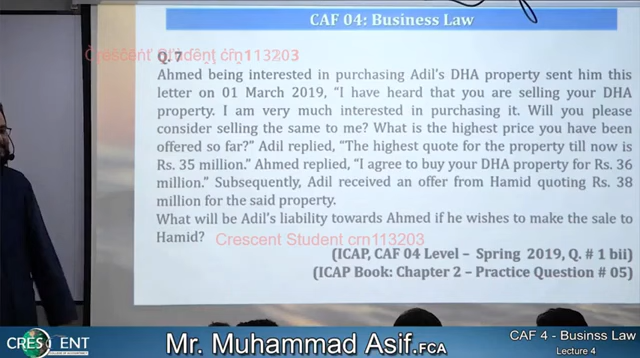 CAF 04: Business Law
Crescent Student crn113203
Q. 7
Ahmed being interested in purchasing Adil's DHA property sent him this
letter on 01 March 2019, "I have heard that you are selling your DHA
property. I am very much interested in purchasing it. Will you please
consider selling the same to me? What is the highest price you have been
offered so far?" Adil replied, "The highest quote for the property till now is
Rs. 35 million." Ahmed replied, "I agree to buy your DHA property for Rs. 36
million." Subsequently, Adil received an offer from Hamid quoting Rs. 38
million for the said property.
What will be Adil's liability towards Ahmed if he wishes to make the sale to
Hamid?
Crescent Student crn113203
(ICAP, CAF 04 Level – Spring 2019, Q. # 1 bii)
(ICAP Book: Chapter 2 – Practice Question # 05)
CRESCENT
Mr. Muhammad Asif.FCA
CAF 4 - Businss Law
Lecture 4